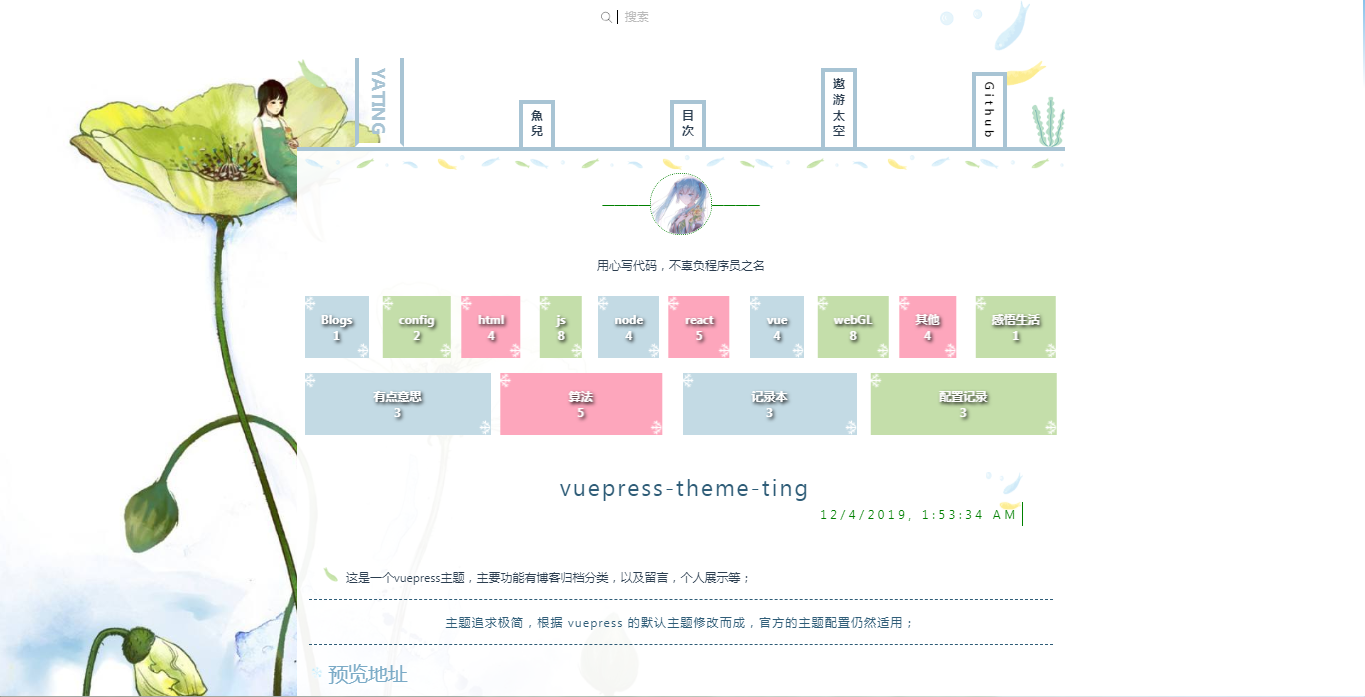 搜索
YATING
魚兒
目次
遨游太空
Github
用心写代码，不辜负程序员之名
Blogs
1
config
2
html
4
js
8
node
4
react
5
vue
4
webGL
8
其他
4
感悟生活
1
有点意思
3
算法
5
记录本
3
配置记录
3
vuepress-theme-ting
12/4/2019, 1:53:34 AM
这是一个vuepress主题，主要功能有博客归档分类，以及留言，个人展示等；
主题追求极简，根据 vuepress 的默认主题修改而成，官方的主题配置仍然适用；
预览地址